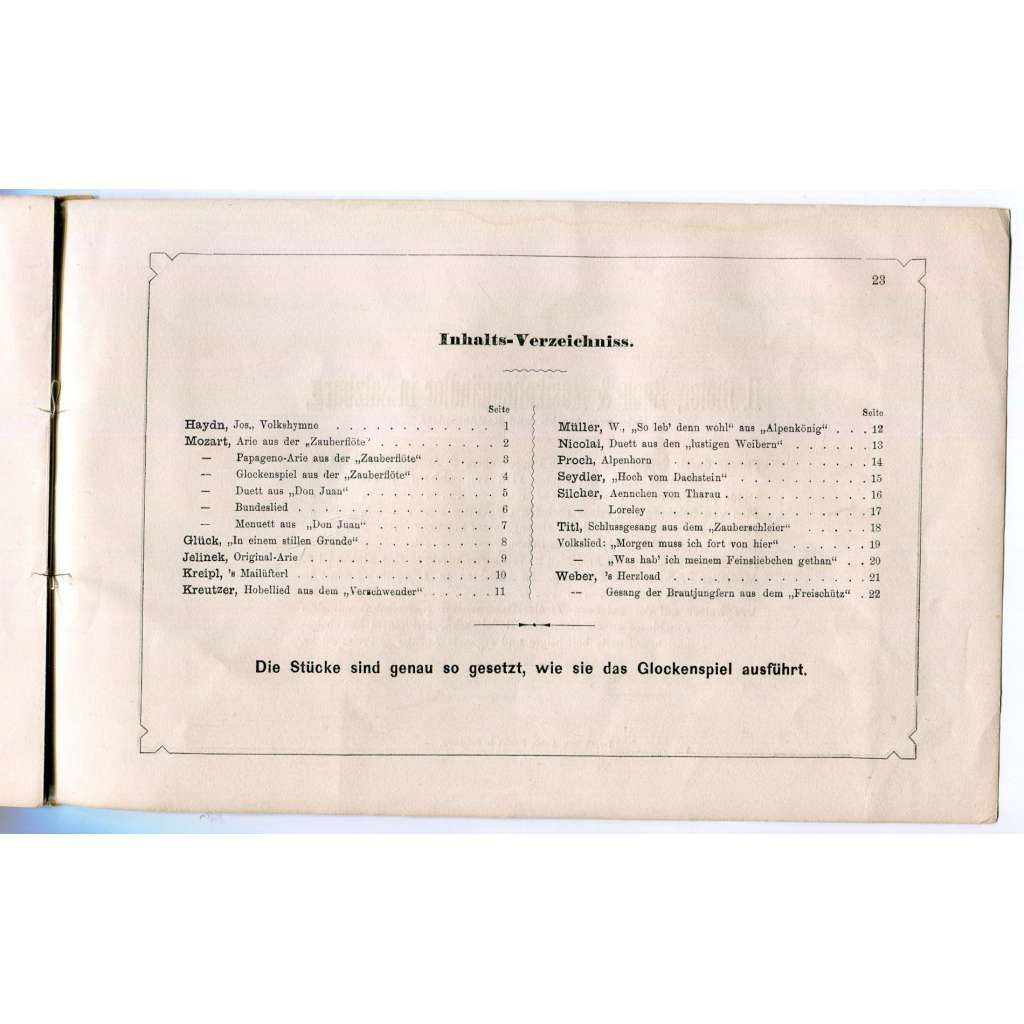 23
Inhalts-Verzeichniss.
Seite
Haydn, Jos., Volkshymne . . . . . . . . . . . 1
Mozart, Arie aus der „Zauberflöte“ . . . . . . . . 2
— Papageno-Arie aus der „Zauberflöte“ . . . . . 3
— Glockenspiel aus der „Zauberflöte“ . . . . . 4
— Duett aus „Don Juan“ . . . . . . . . . 5
— Bundeslied . . . . . . . . . . . . . 6
— Menuett aus „Don Juan“ . . . . . . . . 7
Glück, „In einem stillen Grunde“ . . . . . . . . . 8
Jelinek, Original-Arie . . . . . . . . . . . . 9
Kreipl, 's Mailüfterl . . . . . . . . . . . . . 10
Kreutzer, Hobellied aus dem „Verschwender“ . . . . . 11
Seite
Müller, W., „So leb' denn wohl“ aus „Alpenkönig“ . . . 12
Nicolai, Duett aus den „lustigen Weibern“ . . . . . . 13
Proch, Alpenhorn . . . . . . . . . . . . . 14
Seydler, „Hoch vom Dachstein“ . . . . . . . . . 15
Silcher, Aennchen von Tharau . . . . . . . . . . 16
— Loreley . . . . . . . . . . . . . . 17
Titl, Schlussgesang aus dem „Zauberschleier“ . . . . . 18
Volkslied: „Morgen muss ich fort von hier“ . . . . . . 19
— „Was hab' ich meinem Feinsliebchen gethan“ . . 20
Weber, 's Herzload . . . . . . . . . . . . . 21
— Gesang der Brautjungfern aus dem „Freischütz“ . 22
Die Stücke sind genau so gesetzt, wie sie das Glockenspiel ausführt.